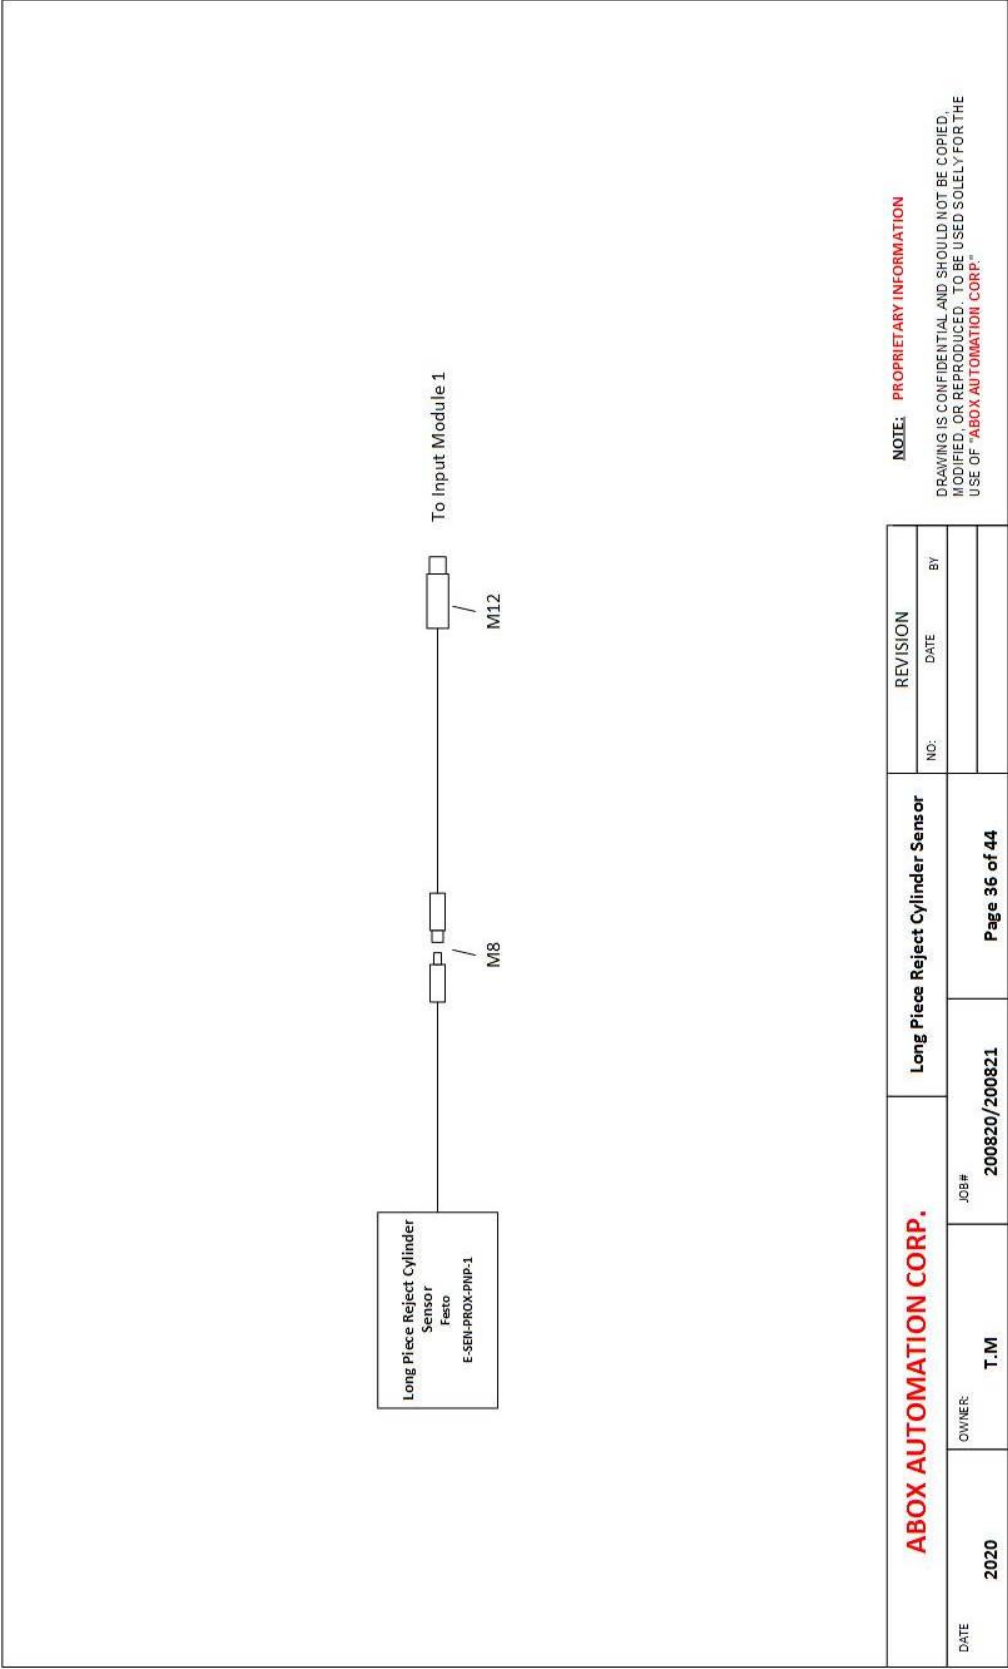 Long Piece Reject Cylinder
Sensor
Festo
E-SEN-PROX-PNP-1
M8
M12
To Input Module 1
ABOX AUTOMATION CORP.
Long Piece Reject Cylinder Sensor
REVISION
NO: DATE BY
DATE
2020
OWNER:
T.M
JOB#
200820/200821
Page 36 of 44
NOTE: PROPRIETARY INFORMATION
DRAWING IS CONFIDENTIAL AND SHOULD NOT BE COPIED,
MODIFIED, OR REPRODUCED. TO BE USED SOLELY FOR THE
USE OF "ABOX AUTOMATION CORP."